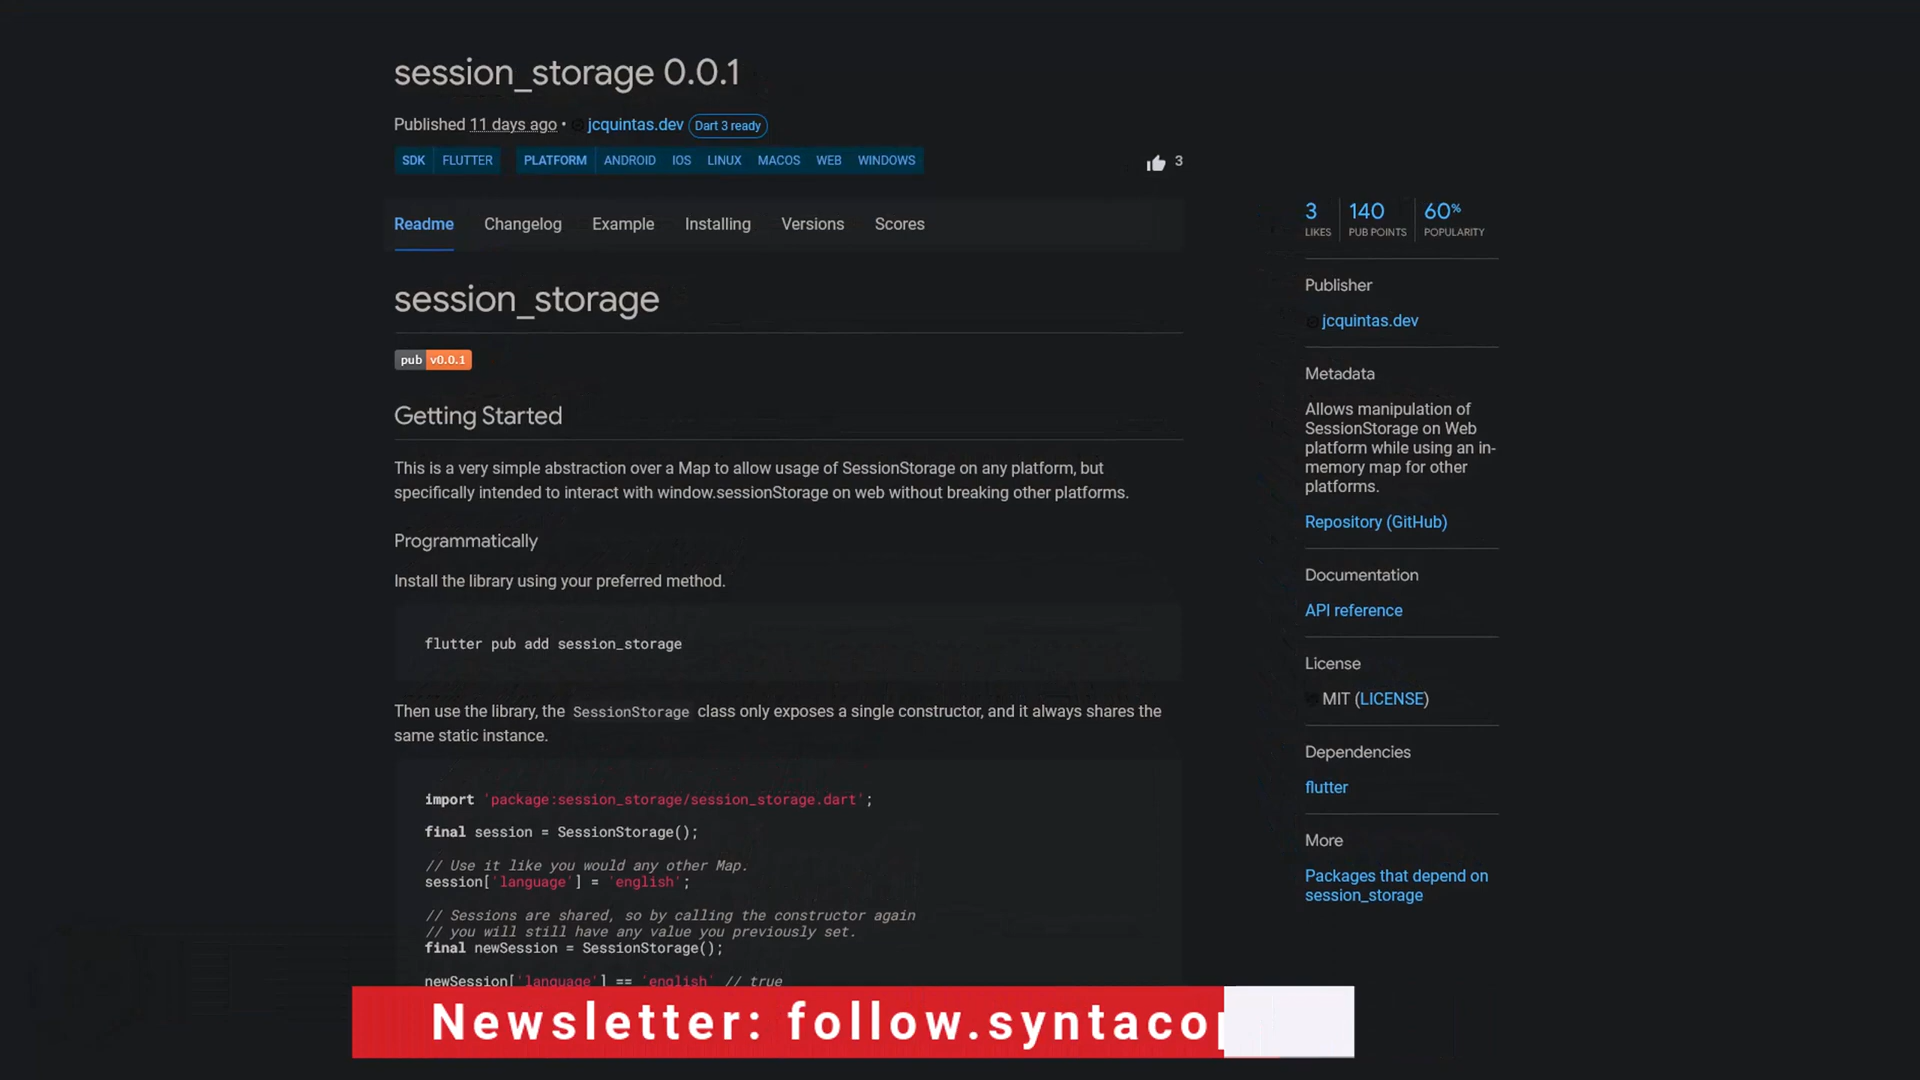 session_storage 0.0.1
Published 11 days ago • jcquintas.dev Dart 3 ready
SDK FLUTTER PLATFORM ANDROID IOS LINUX MACOS WEB WINDOWS
3
Readme Changelog Example Installing Versions Scores
session_storage
pub v0.0.1
Getting Started
This is a very simple abstraction over a Map to allow usage of SessionStorage on any platform, but
specifically intended to interact with window.sessionStorage on web without breaking other platforms.
Programmatically
Install the library using your preferred method.
flutter pub add session_storage
Then use the library, the SessionStorage class only exposes a single constructor, and it always shares the
same static instance.
import 'package:session_storage/session_storage.dart';
final session = SessionStorage();
// Use it like you would any other Map.
session['language'] = 'english';
// Sessions are shared, so by calling the constructor again
// you will still have any value you previously set.
final newSession = SessionStorage();
newSession['language'] == 'english' // true
3 140 60%
LIKES PUB POINTS POPULARITY
Publisher
jcquintas.dev
Metadata
Allows manipulation of
SessionStorage on Web
platform while using an in-
memory map for other
platforms.
Repository (GitHub)
Documentation
API reference
License
MIT (LICENSE)
Dependencies
flutter
More
Packages that depend on
session_storage
Newsletter: follow.syntaco